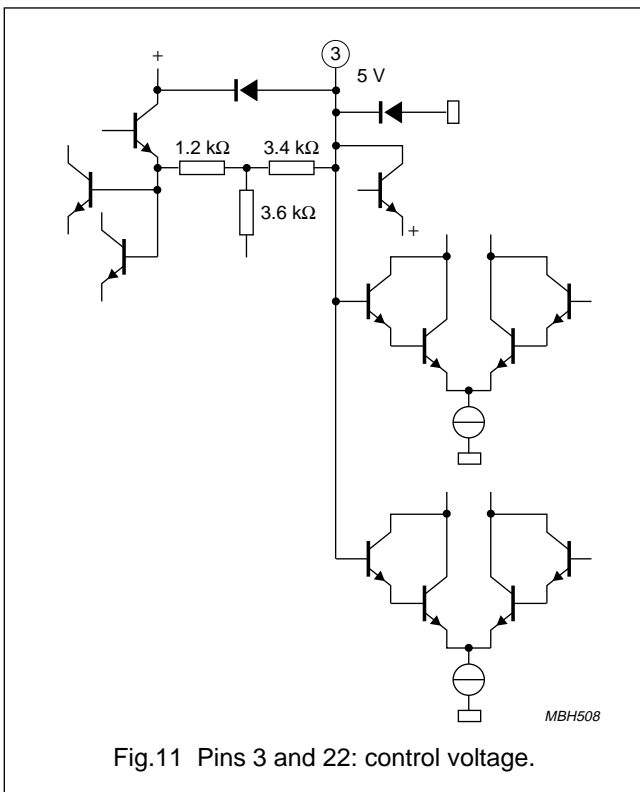 3
5 V
+
1.2 kΩ
3.4 kΩ
3.6 kΩ
+
MBH508
Fig.11 Pins 3 and 22: control voltage.